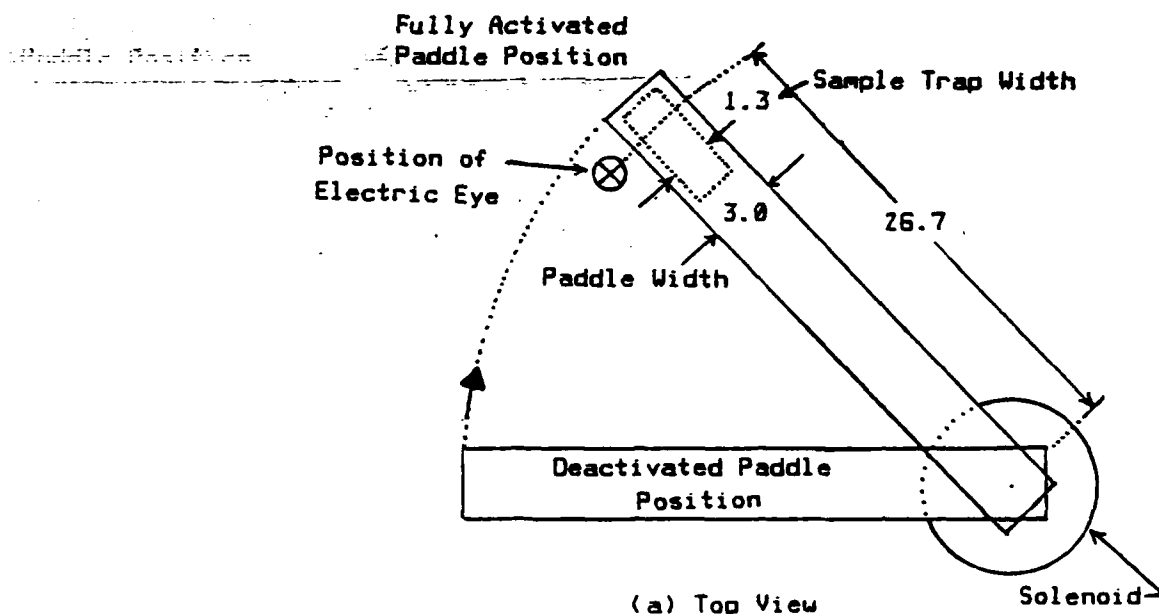 Fully Activated
Paddle Position
Sample Trap Width
1.3
Position of
Electric Eye
3.0
26.7
Paddle Width
Deactivated Paddle
Position
(a) Top View
Solenoid